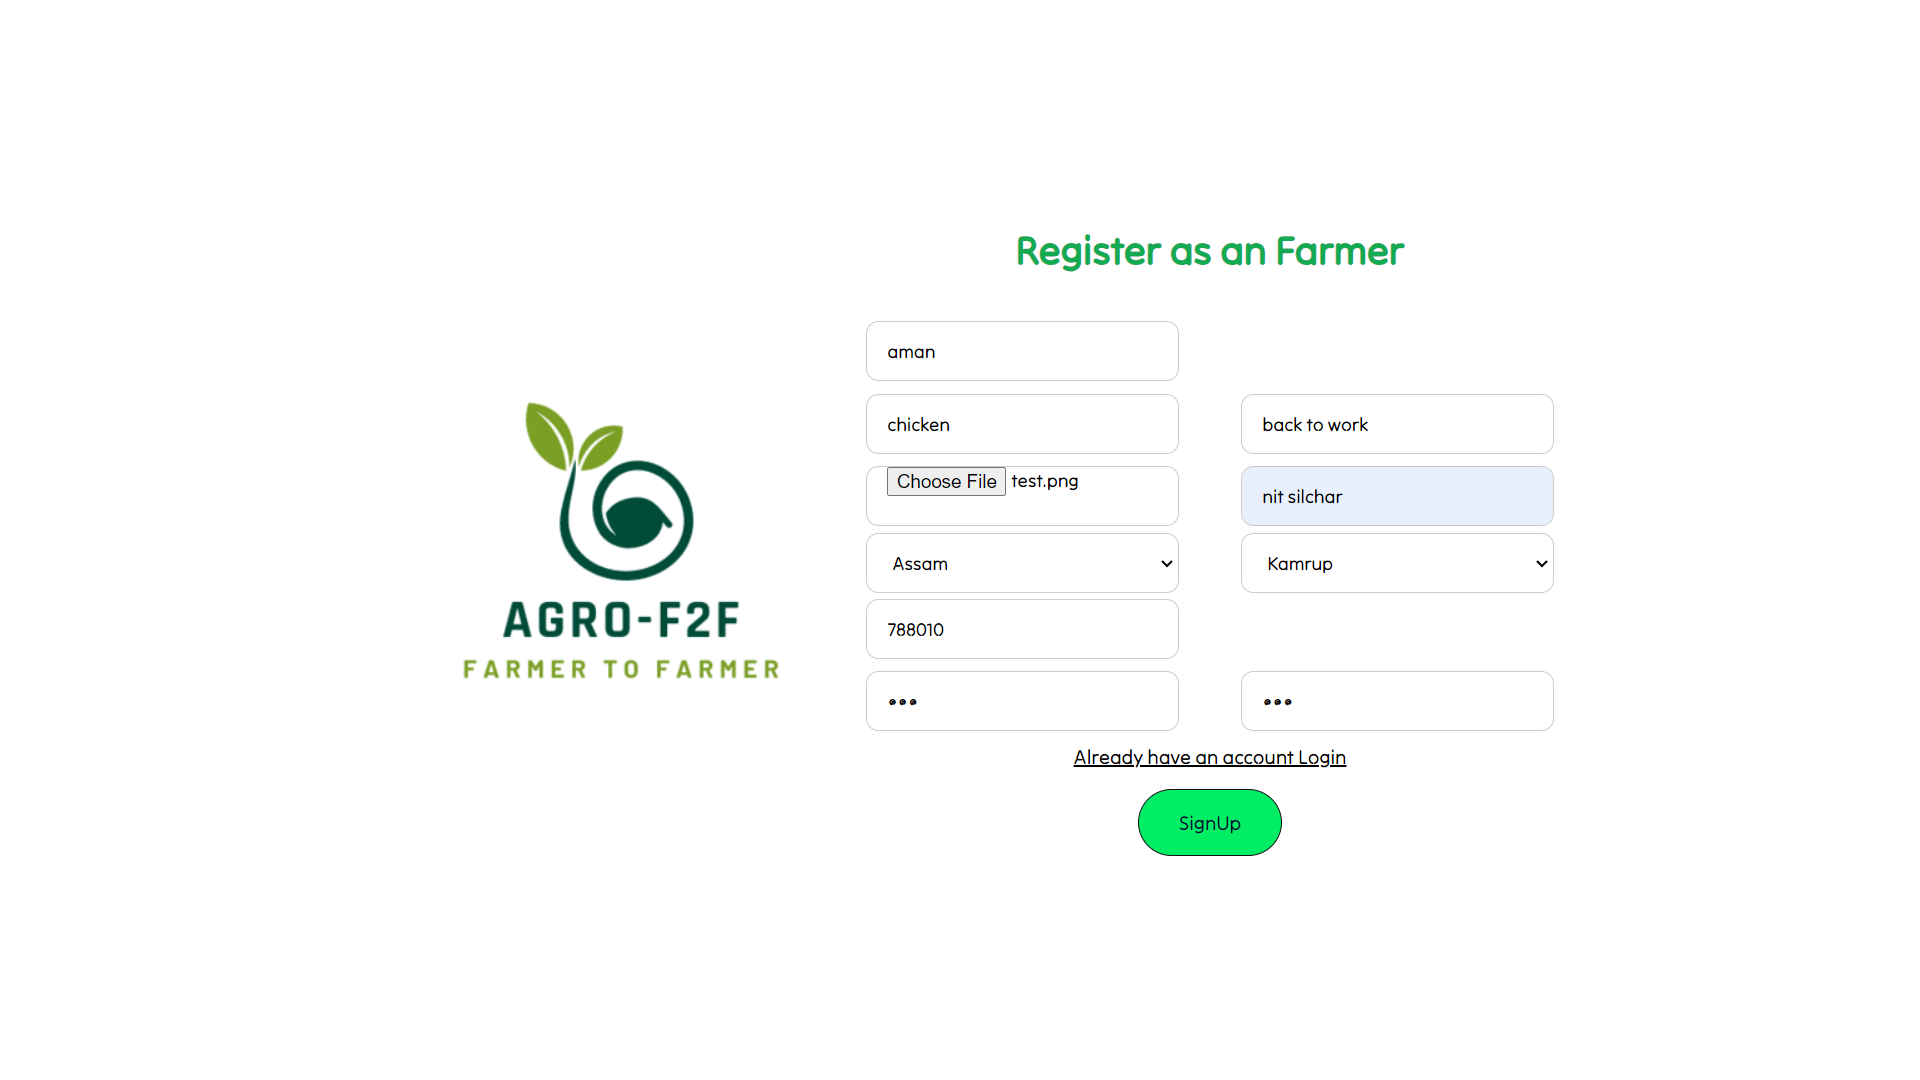 Register as an Farmer
aman
chicken
back to work
Choose File test.png
nit silchar
Assam
Kamrup
788010
AGRO-F2F
FARMER TO FARMER
Already have an account Login
SignUp